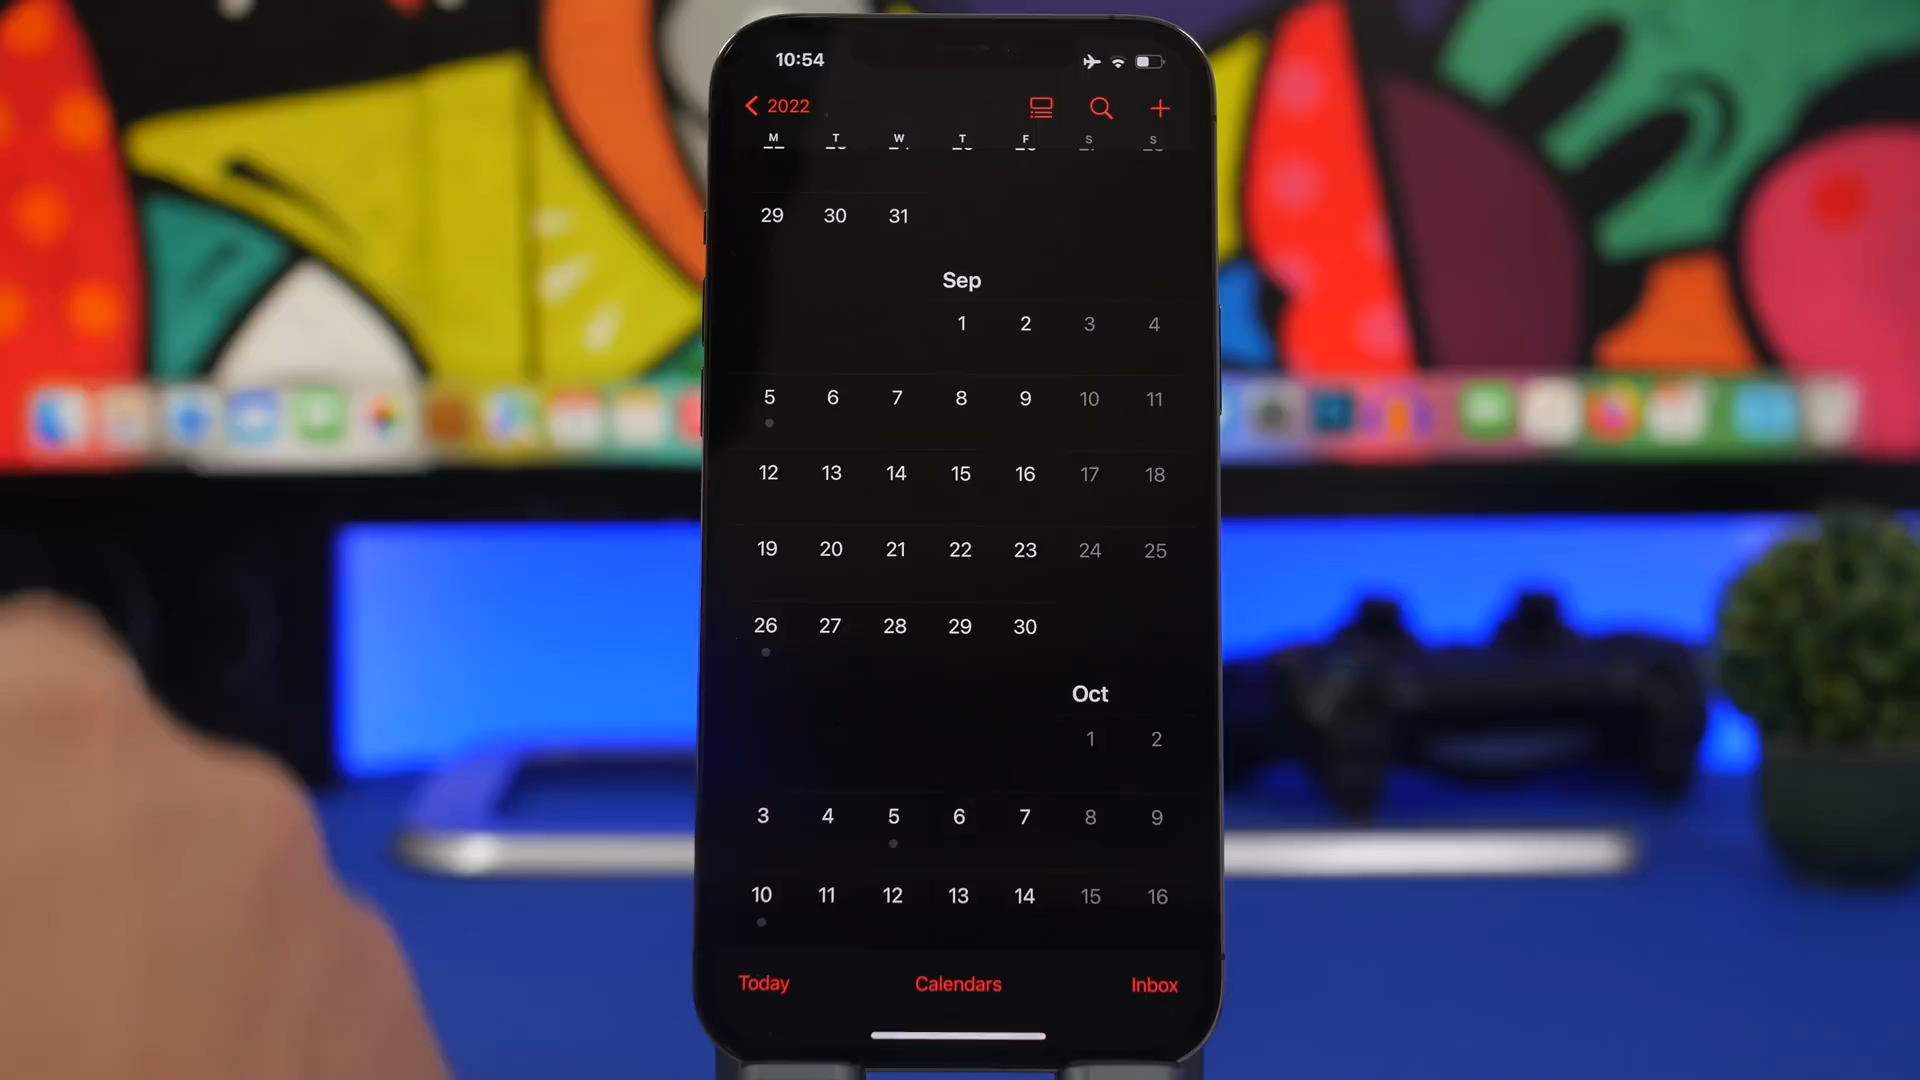 10:54
2022
M T W T F S S
29 30 31
Sep
1 2 3 4
5 6 7 8 9 10 11
12 13 14 15 16 17 18
19 20 21 22 23 24 25
26 27 28 29 30
Oct
1 2
3 4 5 6 7 8 9
10 11 12 13 14 15 16
Today Calendars Inbox